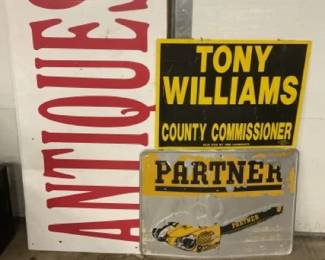 ANTIQUES
TONY
WILLIAMS
COUNTY COMMISSIONER
PARTNER
PARTNER